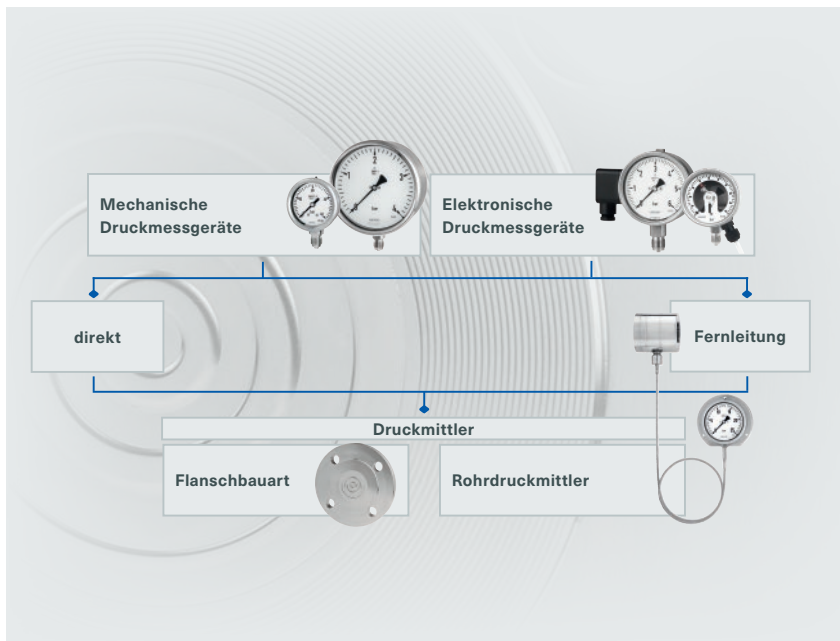 Mechanische
Druckmessgeräte
Elektronische
Druckmessgeräte
direkt
Fernleitung
Druckmittler
Flanschbauart
Rohrdruckmittler